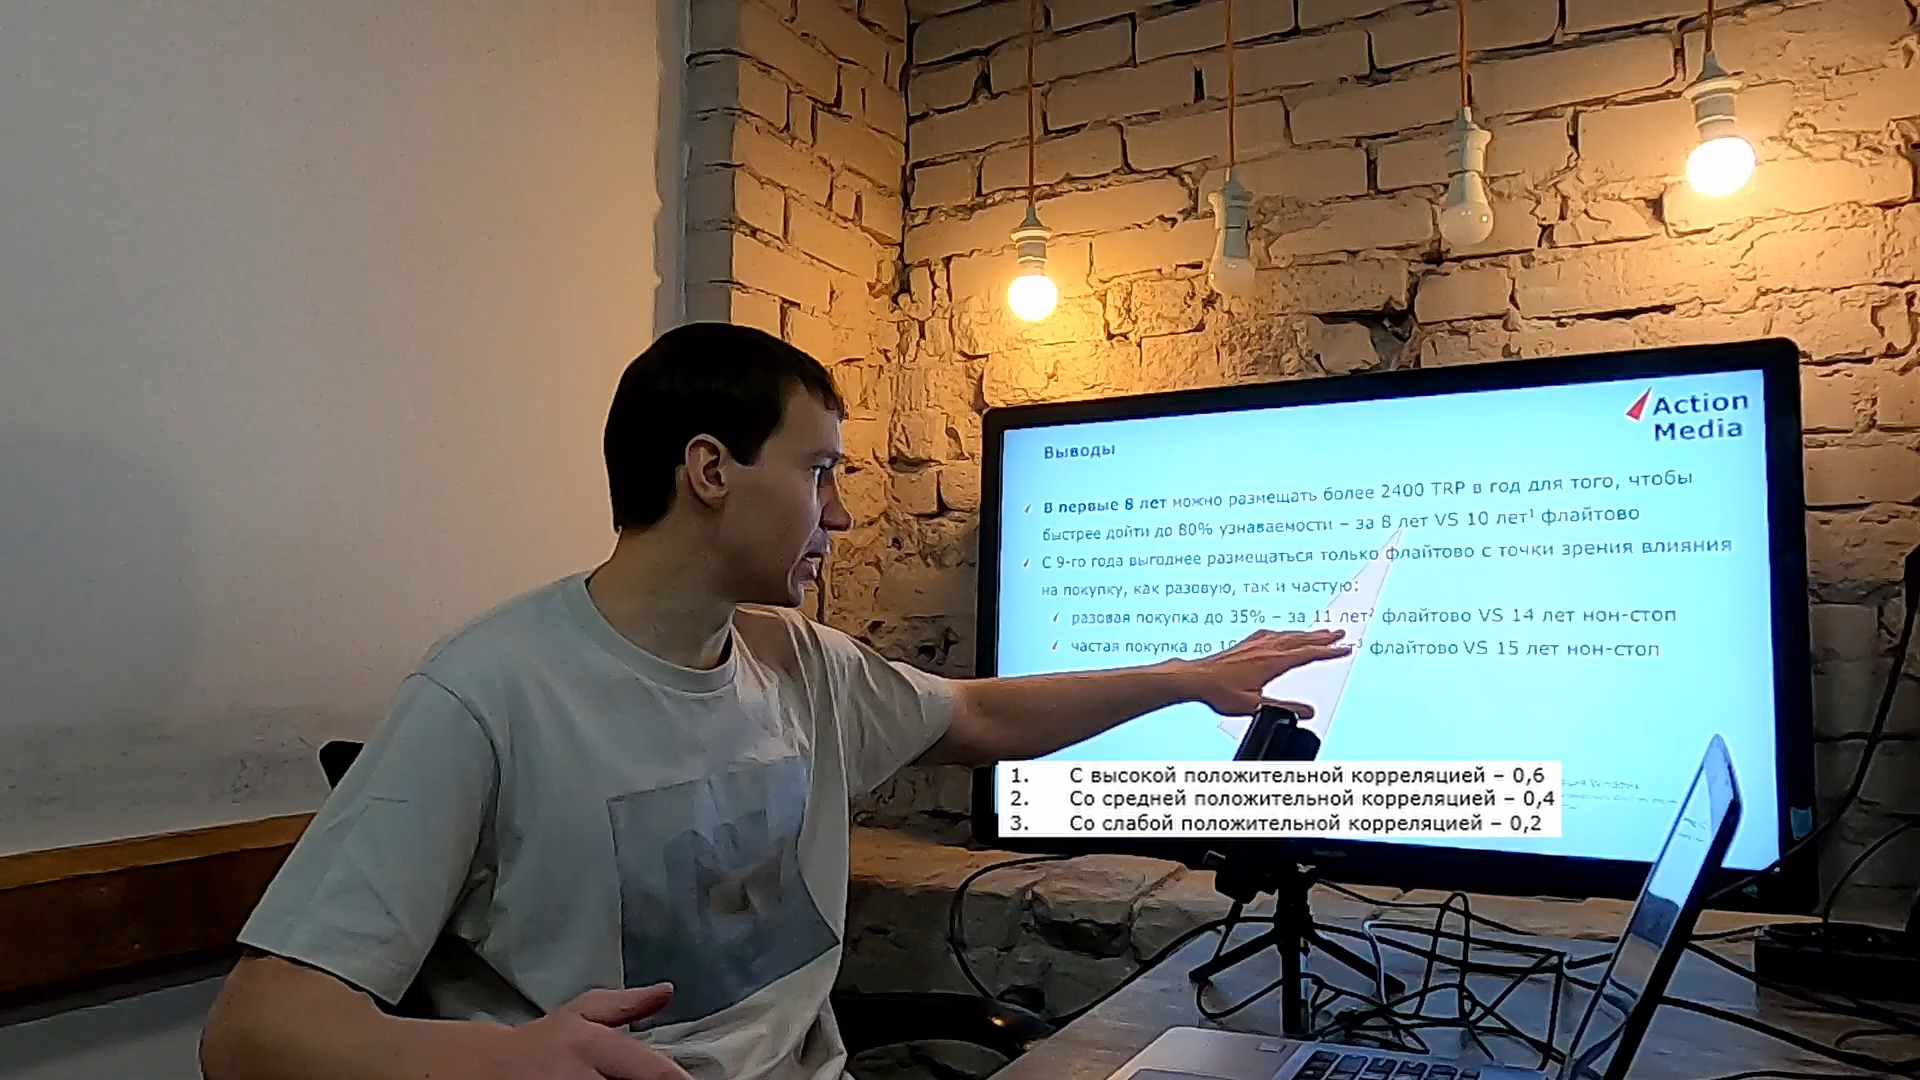 Action
Media
Выводы
В первые 8 лет можно размещать более 2400 TRP в год для того, чтобы
быстрее дойти до 80% узнаваемости – за 8 лет VS 10 лет¹ флайтово
С 9-го года выгоднее размещаться только флайтово с точки зрения влияния
на покупку, как разовую, так и частую:
разовая покупка до 35% – за 11 лет² флайтово VS 14 лет нон-стоп
частая покупка до флайтово VS 15 лет нон-стоп
1. С высокой положительной корреляцией – 0,6
2. Со средней положительной корреляцией – 0,4
3. Со слабой положительной корреляцией – 0,2